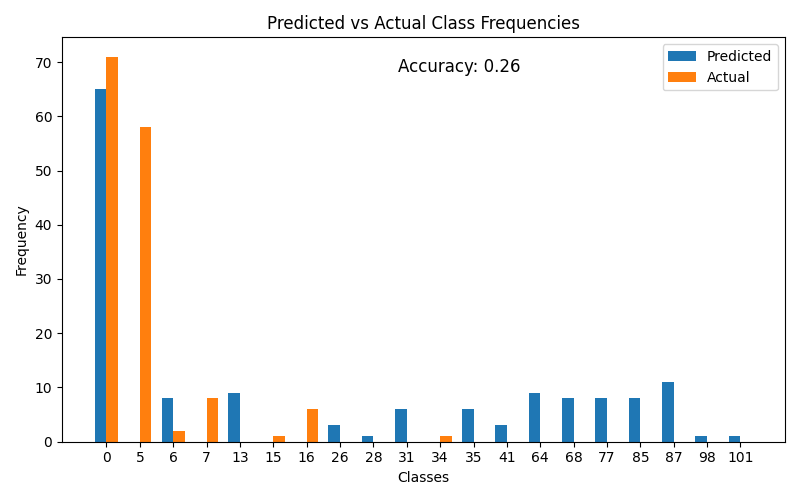 Predicted vs Actual Class Frequencies
Accuracy: 0.26
Predicted
Actual
Frequency
70
60
50
40
30
20
10
0
0 5 6 7 13 15 16 26 28 31 34 35 41 64 68 77 85 87 98 101
Classes